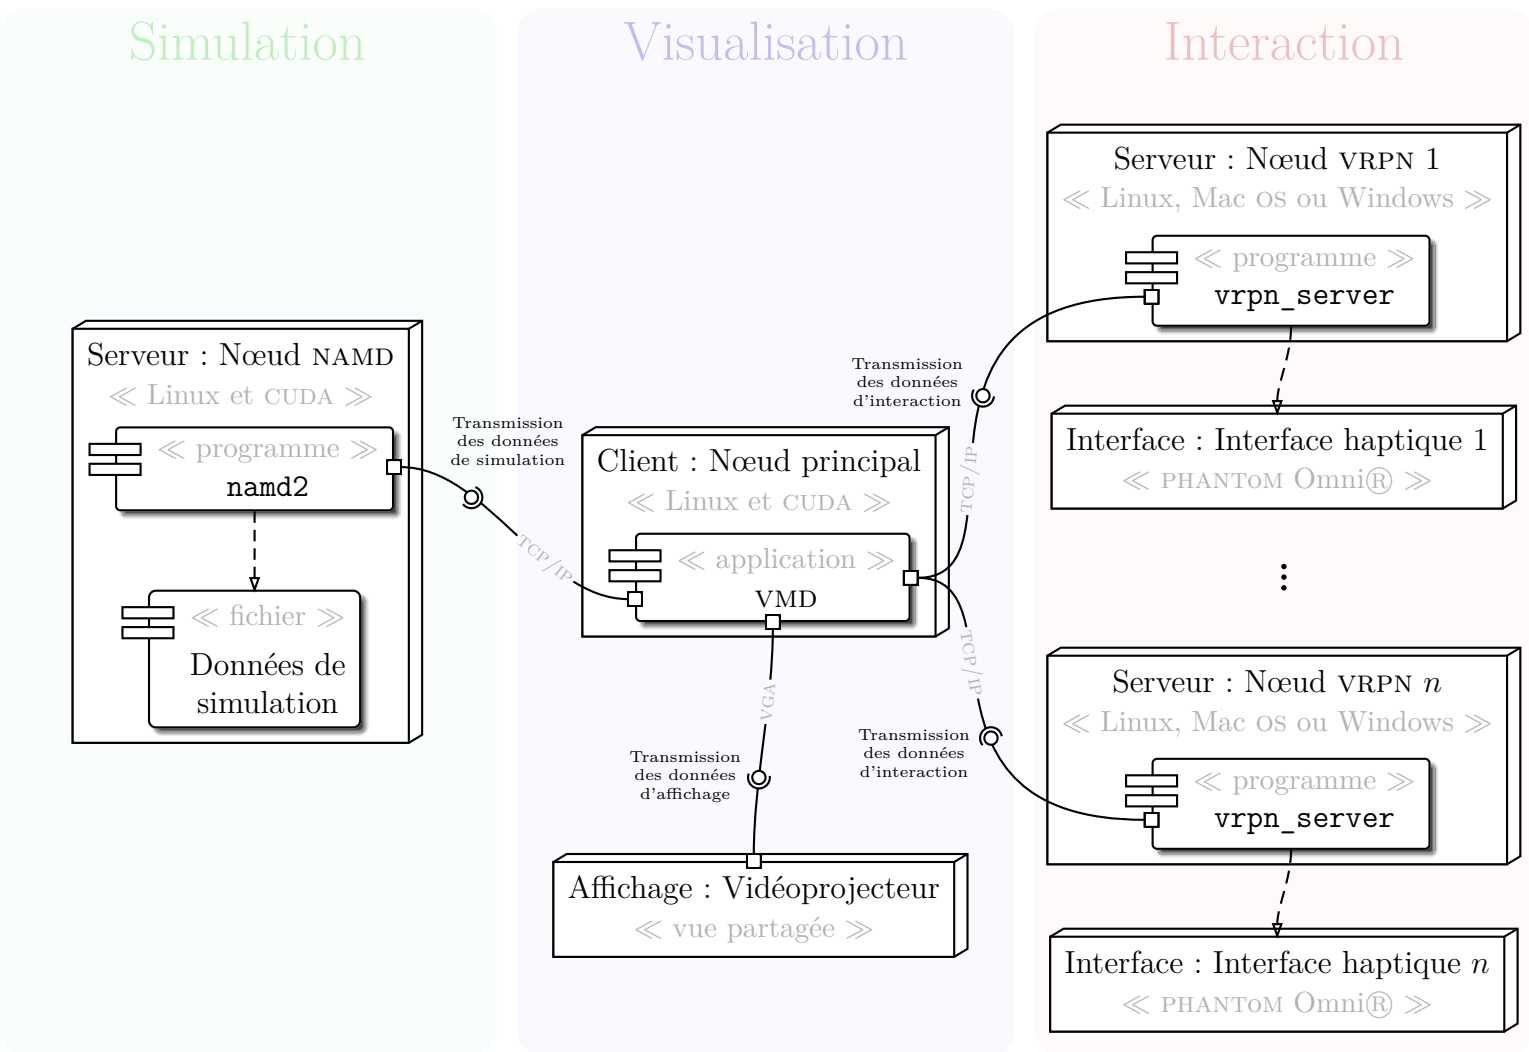 Simulation
Visualisation
Interaction
Serveur : Nœud NAMD
≪ Linux et CUDA ≫
≪ programme ≫
namd2
≪ fichier ≫
Données de
simulation
Transmission
des données
de simulation
TCP/IP
Client : Nœud principal
≪ Linux et CUDA ≫
≪ application ≫
VMD
VGA
Transmission
des données
d'affichage
Affichage : Vidéoprojecteur
≪ vue partagée ≫
Transmission
des données
d'interaction
TCP/IP
TCP/IP
Transmission
des données
d'interaction
Serveur : Nœud VRPN 1
≪ Linux, Mac OS ou Windows ≫
≪ programme ≫
vrpn_server
Interface : Interface haptique 1
≪ PHANToM Omni® ≫
⋮
Serveur : Nœud VRPN n
≪ Linux, Mac OS ou Windows ≫
≪ programme ≫
vrpn_server
Interface : Interface haptique n
≪ PHANToM Omni® ≫